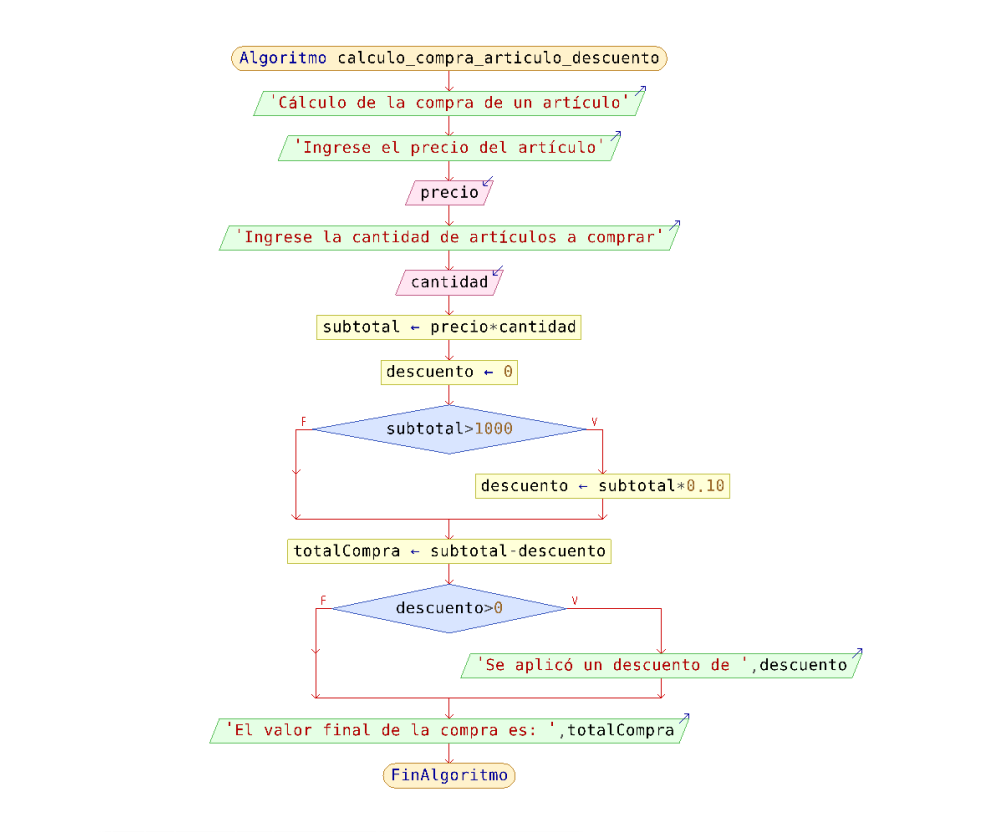 Algoritmo calculo_compra_articulo_descuento
'Cálculo de la compra de un artículo'
'Ingrese el precio del artículo'
precio
'Ingrese la cantidad de artículos a comprar'
cantidad
subtotal ← precio*cantidad
descuento ← 0
F
subtotal>1000
V
descuento ← subtotal*0.10
totalCompra ← subtotal-descuento
F
descuento>0
V
'Se aplicó un descuento de ',descuento
'El valor final de la compra es: ',totalCompra
FinAlgoritmo